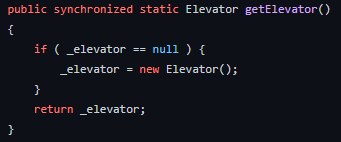 public synchronized static Elevator getElevator()
{
    if ( _elevator == null ) {
        _elevator = new Elevator();
    }
    return _elevator;
}